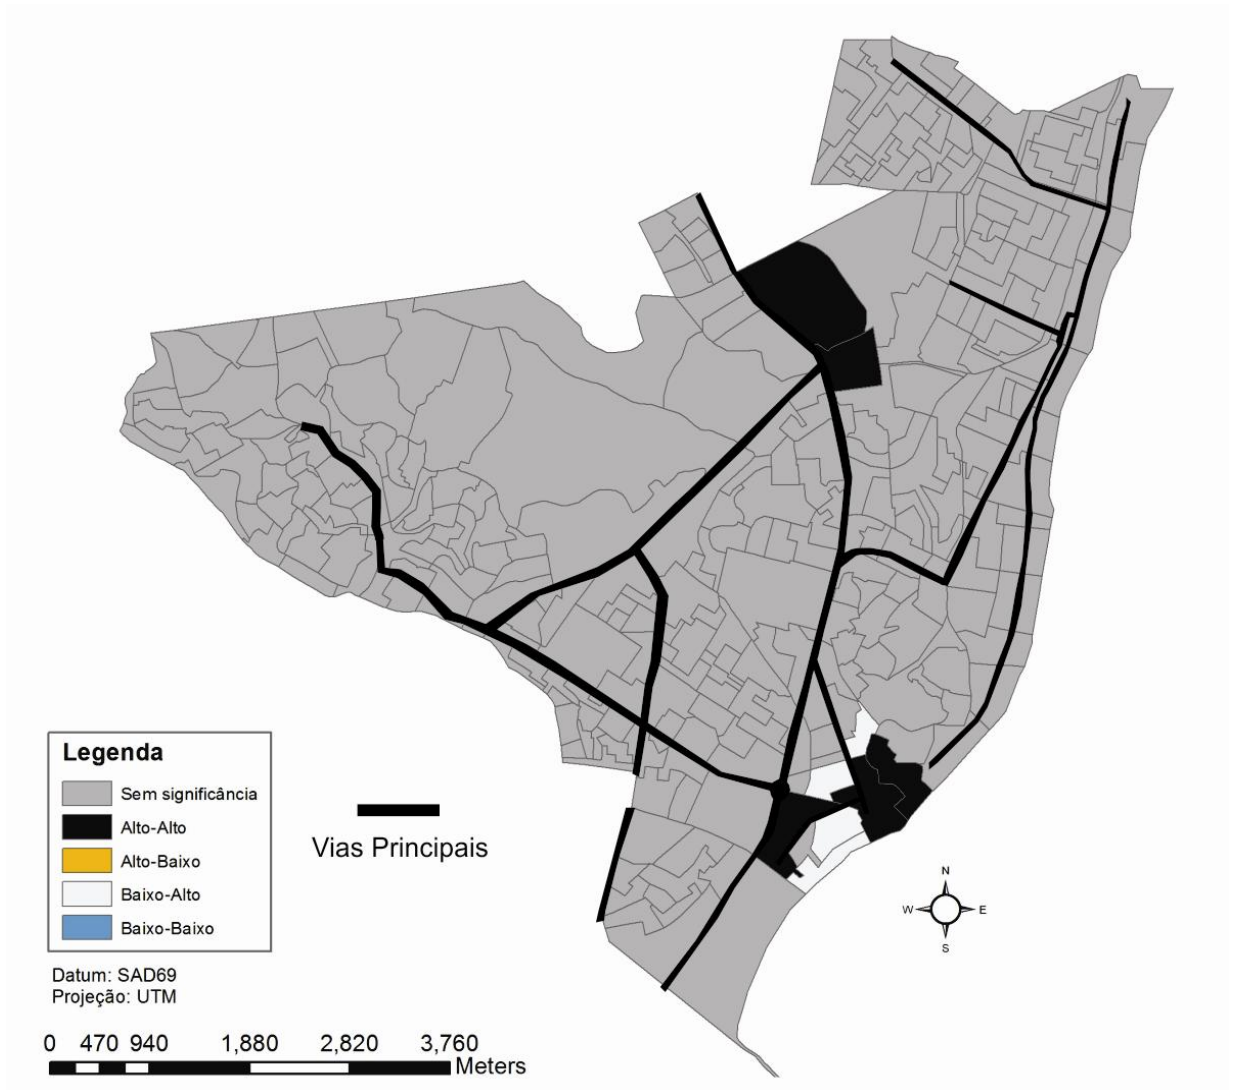 Legenda
Sem significância
Alto-Alto
Alto-Baixo
Baixo-Alto
Baixo-Baixo
Vias Principais
N
W E
S
Datum: SAD69
Projeção: UTM
0 470 940 1,880 2,820 3,760
Meters